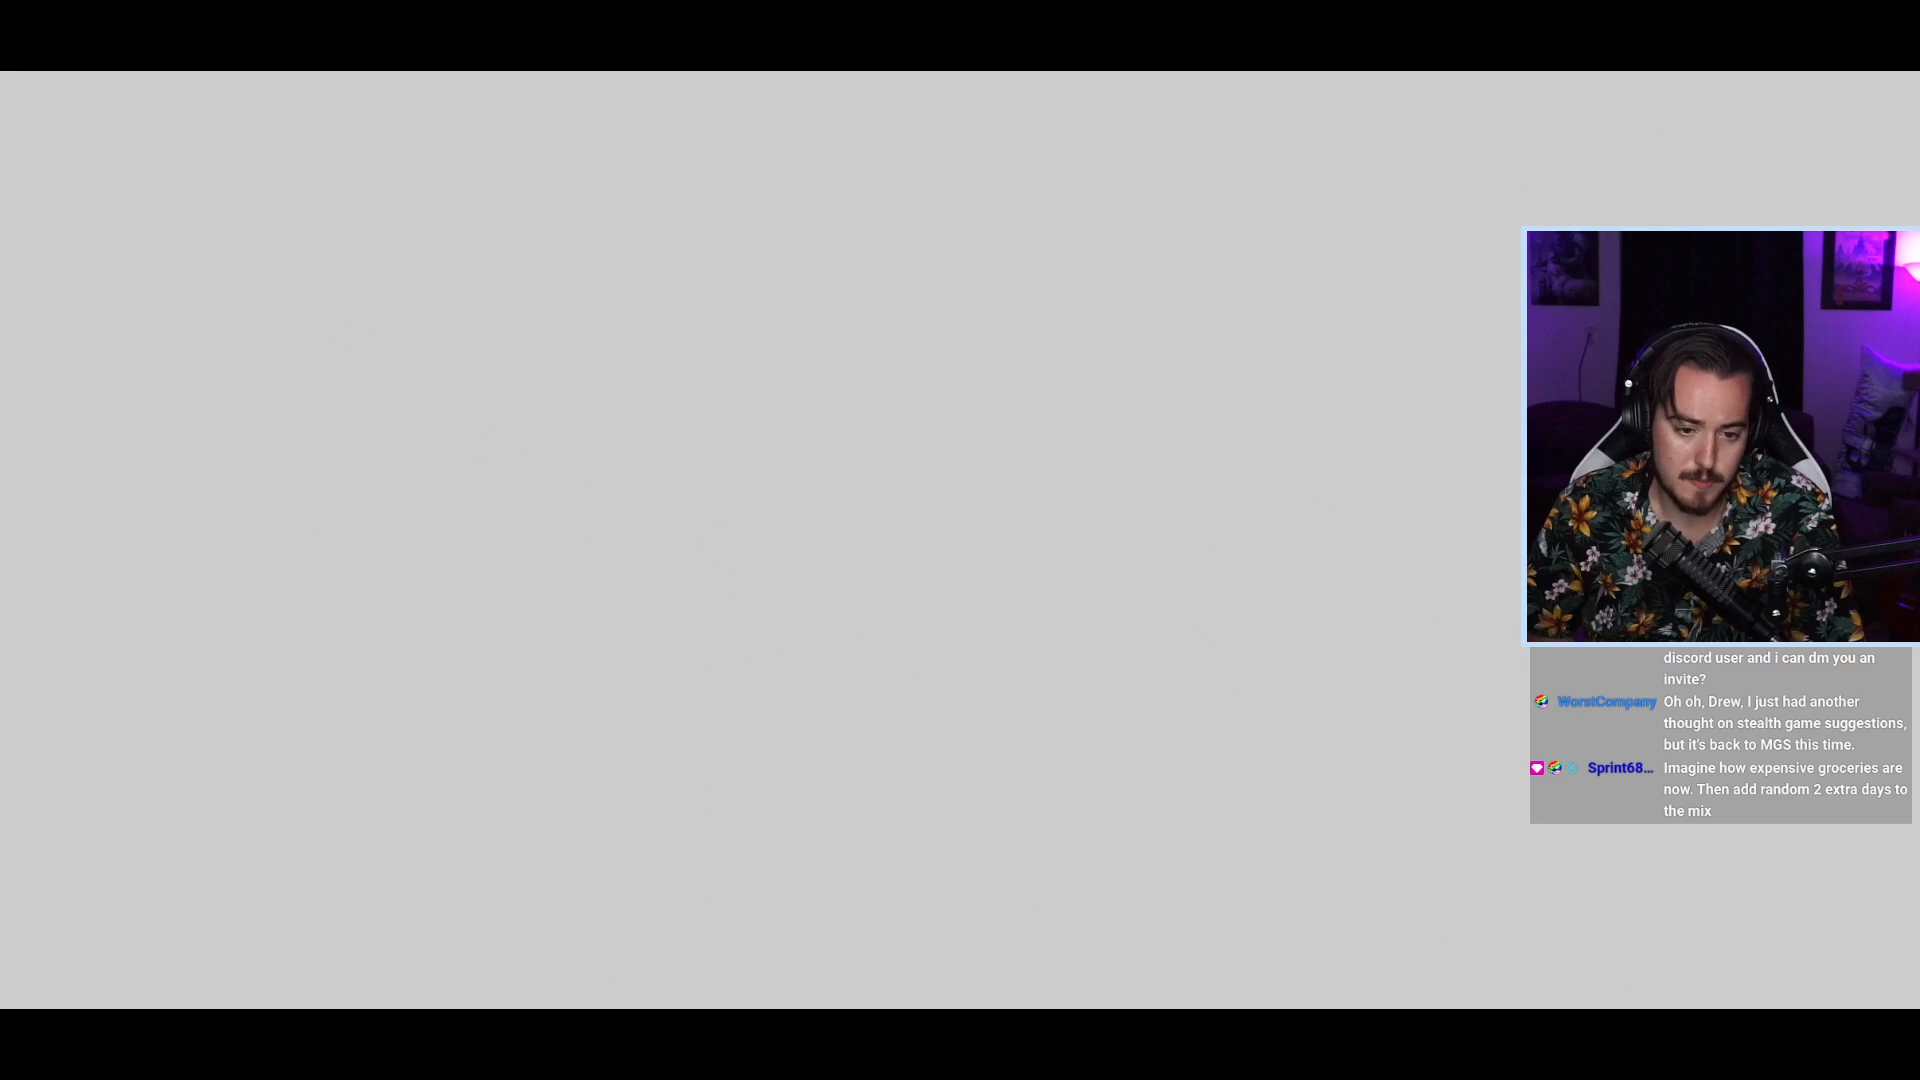 discord user and i can dm you an
invite?
WorstCompany Oh oh, Drew, I just had another
thought on stealth game suggestions,
but it's back to MGS this time.
Sprint68... Imagine how expensive groceries are
now. Then add random 2 extra days to
the mix